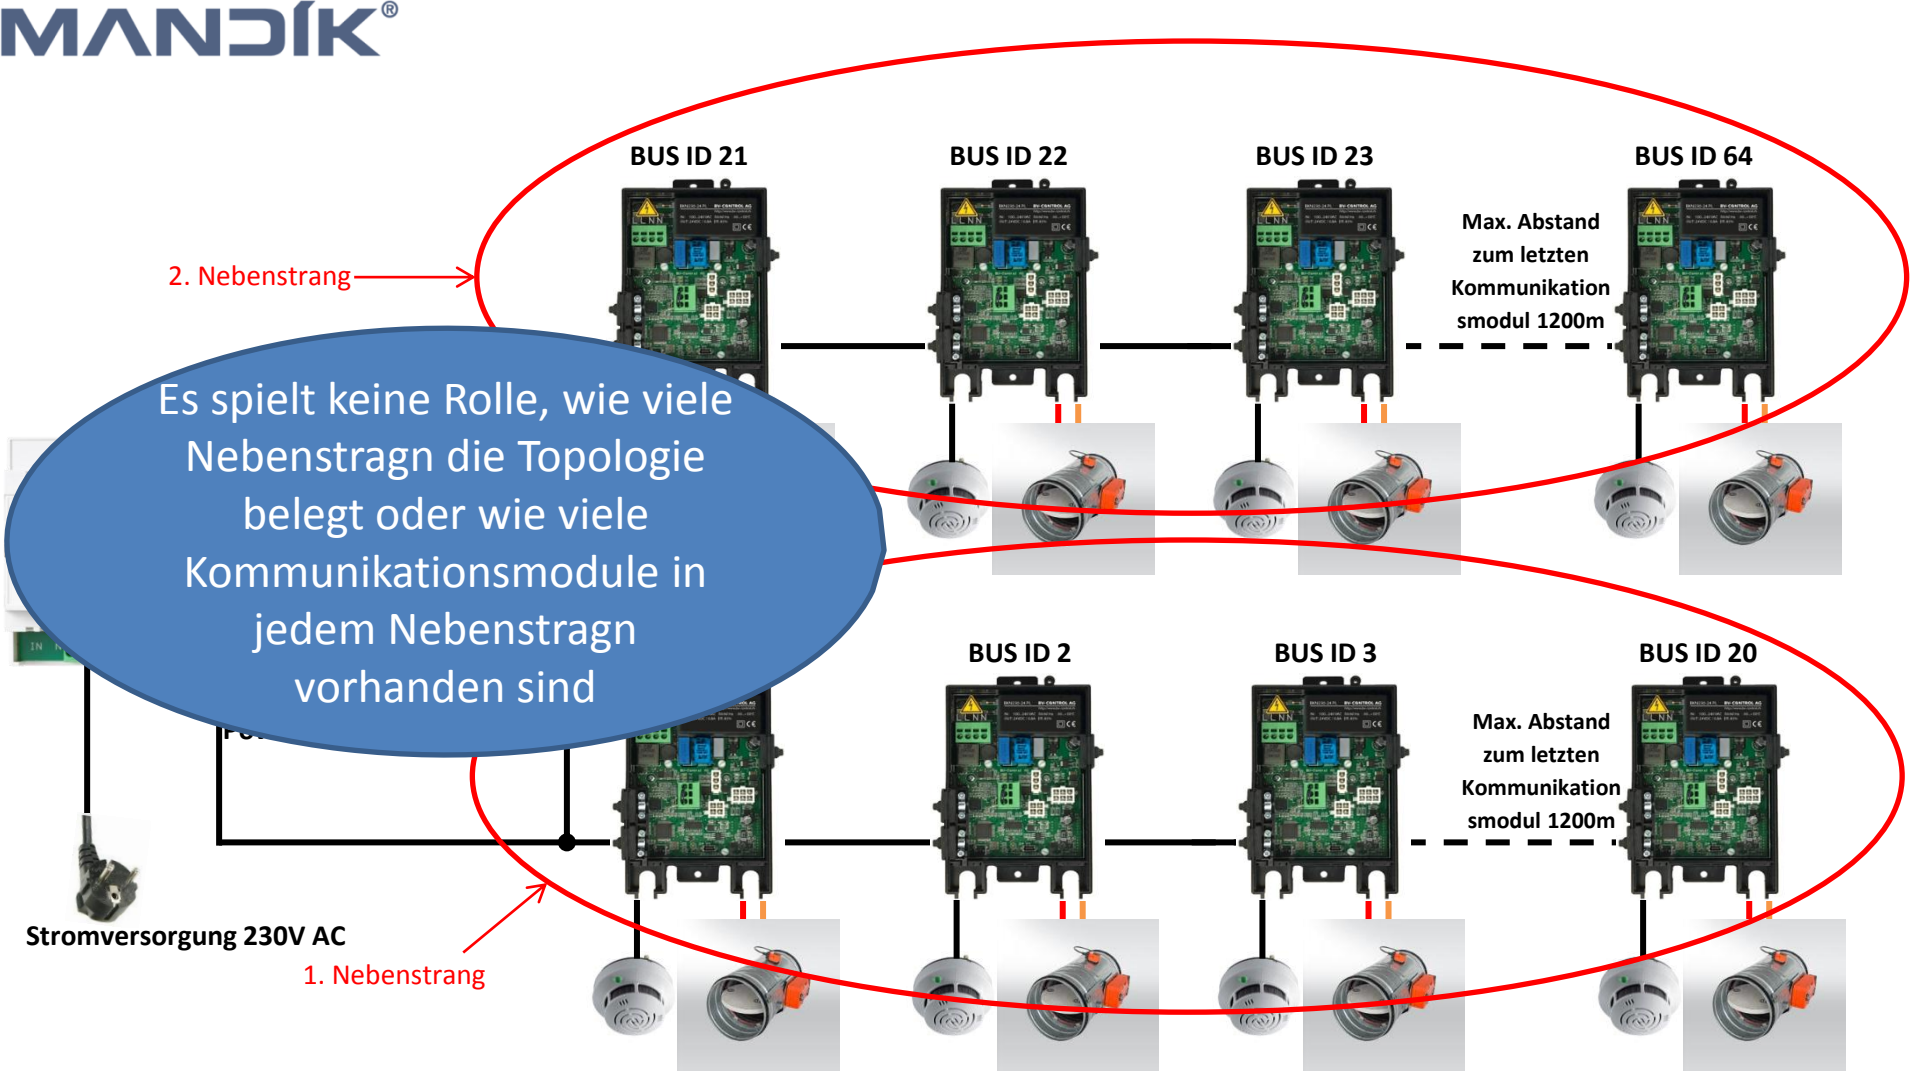 MANDÍK®
BUS ID 21
BUS ID 22
BUS ID 23
BUS ID 64
Max. Abstand
zum letzten
Kommunikation
smodul 1200m
2. Nebenstrang
Es spielt keine Rolle, wie viele
Nebenstragn die Topologie
belegt oder wie viele
Kommunikationsmodule in
jedem Nebenstragn
vorhanden sind
IN
BUS ID 2
BUS ID 3
BUS ID 20
Max. Abstand
zum letzten
Kommunikation
smodul 1200m
Stromversorgung 230V AC
1. Nebenstrang